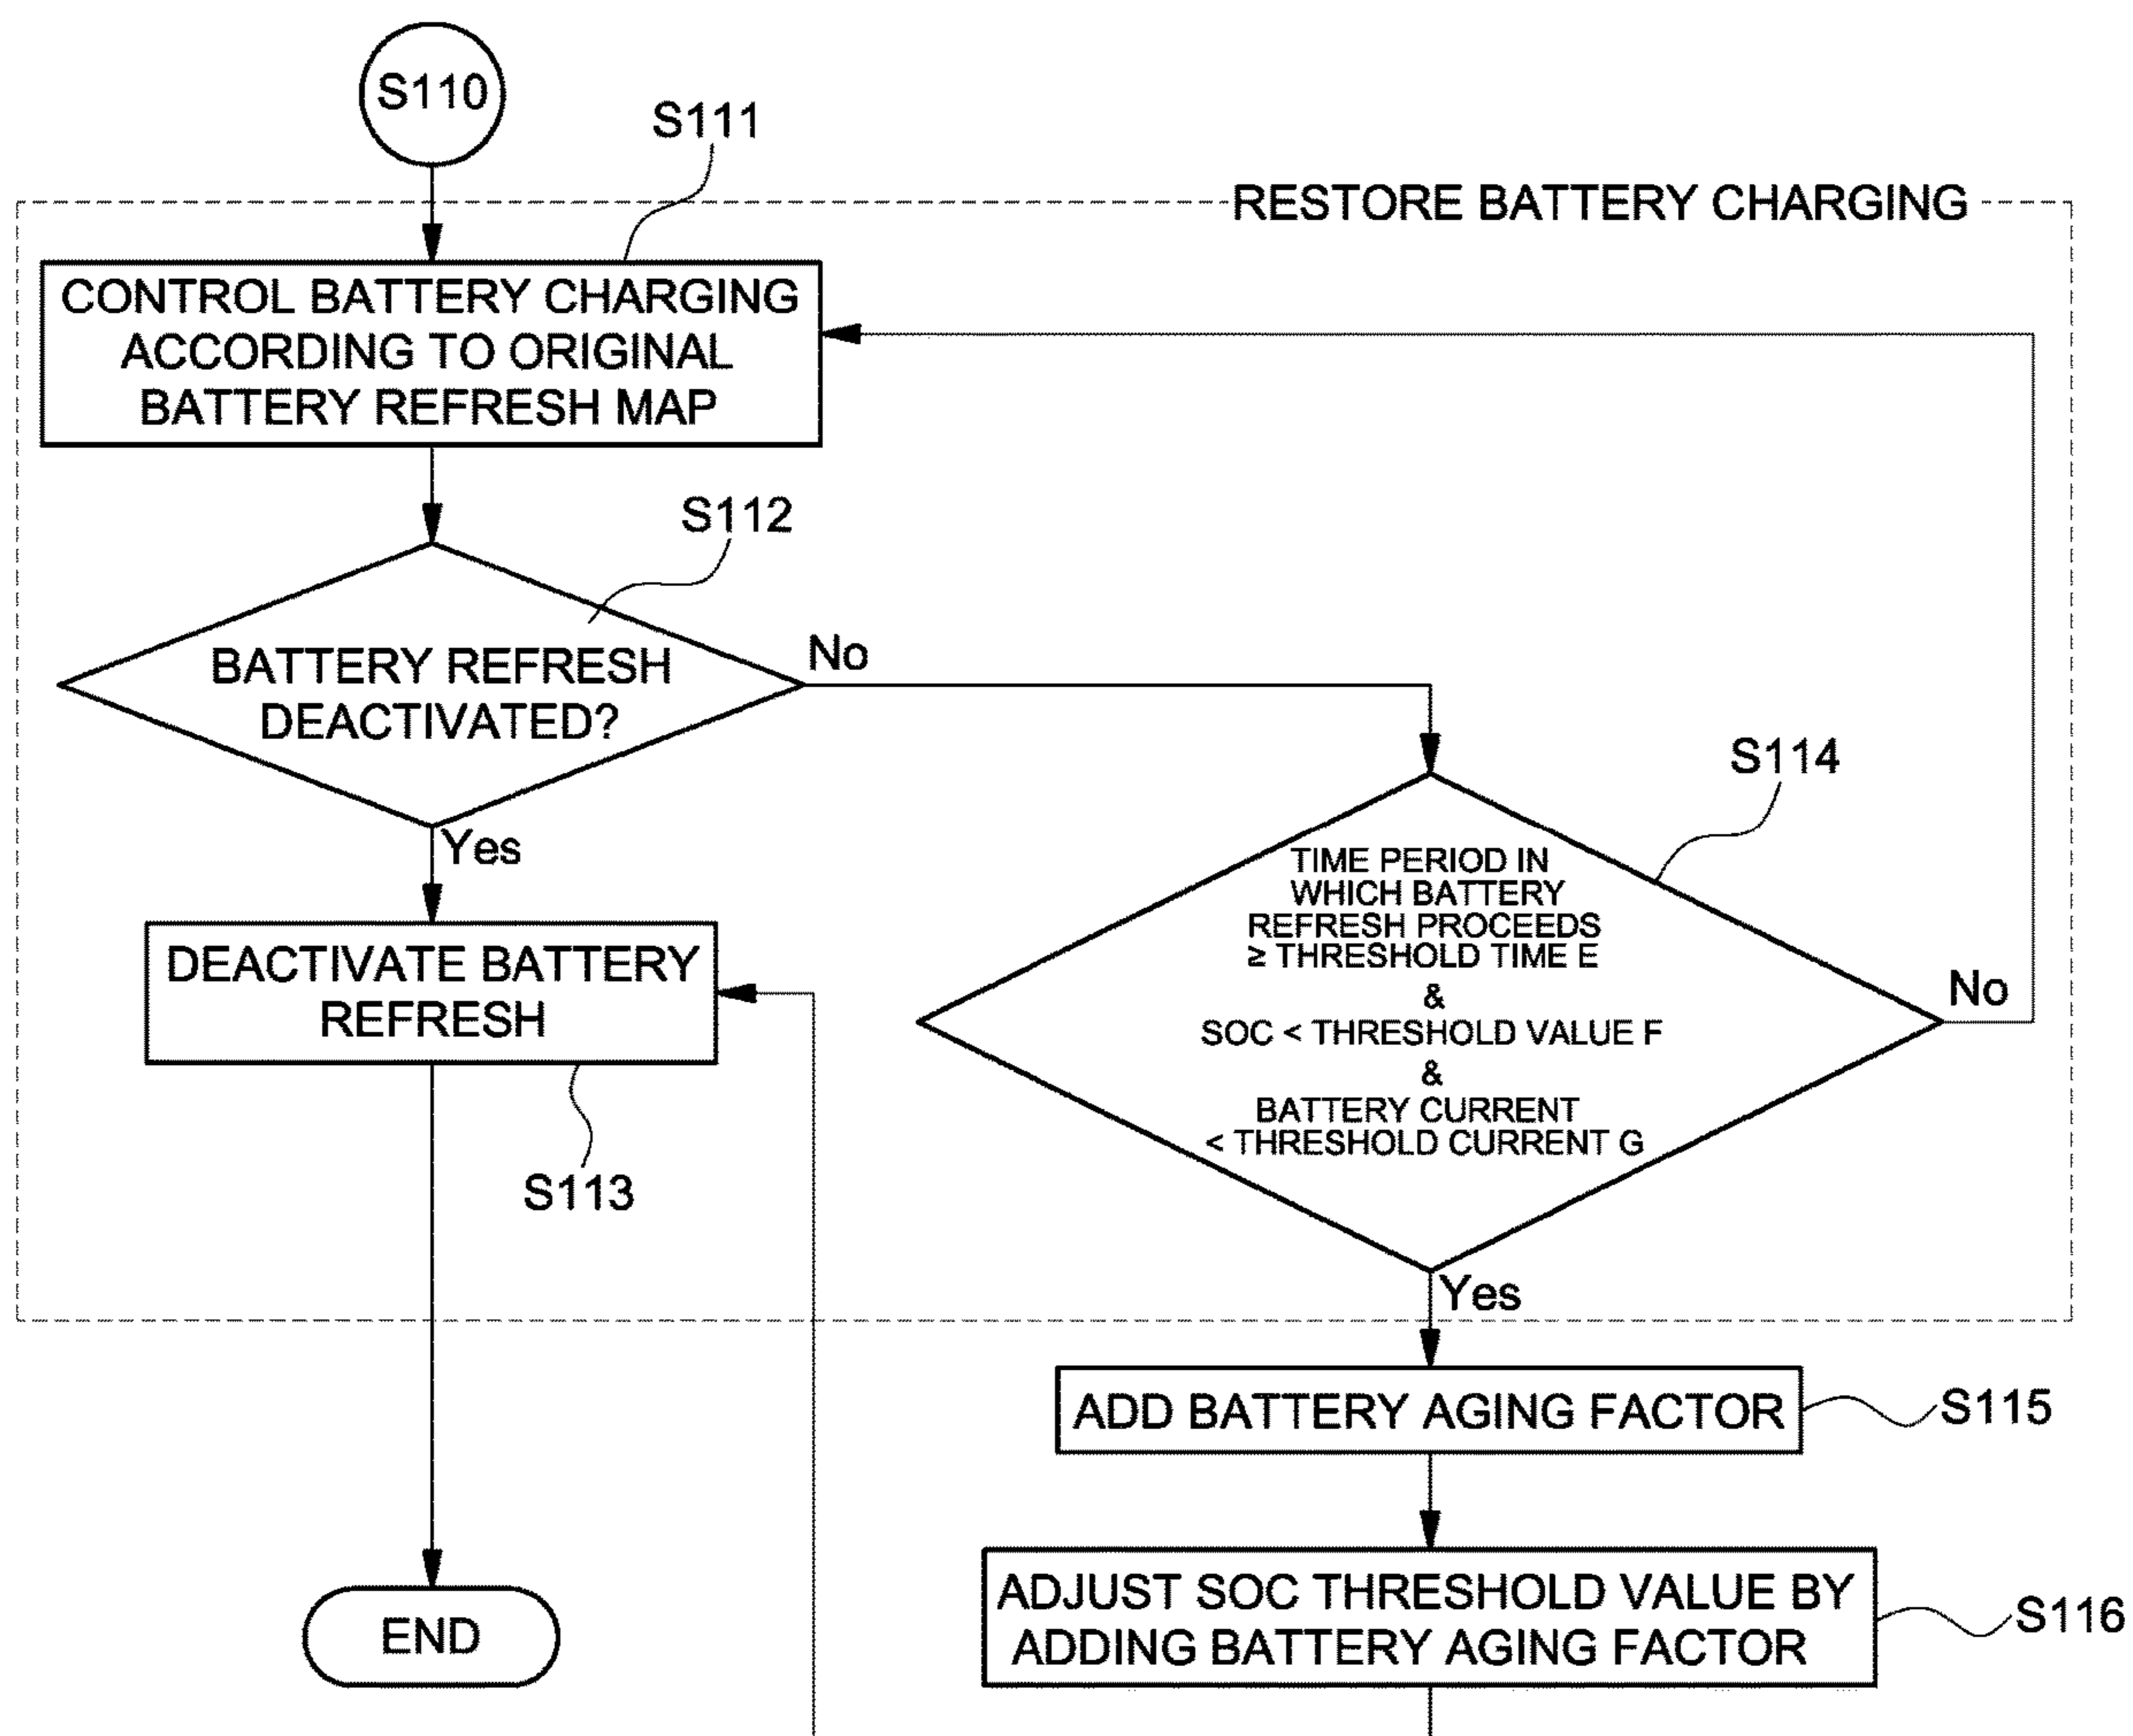 S110
S111
RESTORE BATTERY CHARGING
CONTROL BATTERY CHARGING
ACCORDING TO ORIGINAL
BATTERY REFRESH MAP
S112
BATTERY REFRESH
DEACTIVATED?
No
Yes
S114
TIME PERIOD IN
WHICH BATTERY
REFRESH PROCEEDS
≥ THRESHOLD TIME E
&
SOC < THRESHOLD VALUE F
&
BATTERY CURRENT
< THRESHOLD CURRENT G
No
Yes
DEACTIVATE BATTERY
REFRESH
S113
ADD BATTERY AGING FACTOR
S115
ADJUST SOC THRESHOLD VALUE BY
ADDING BATTERY AGING FACTOR
S116
END